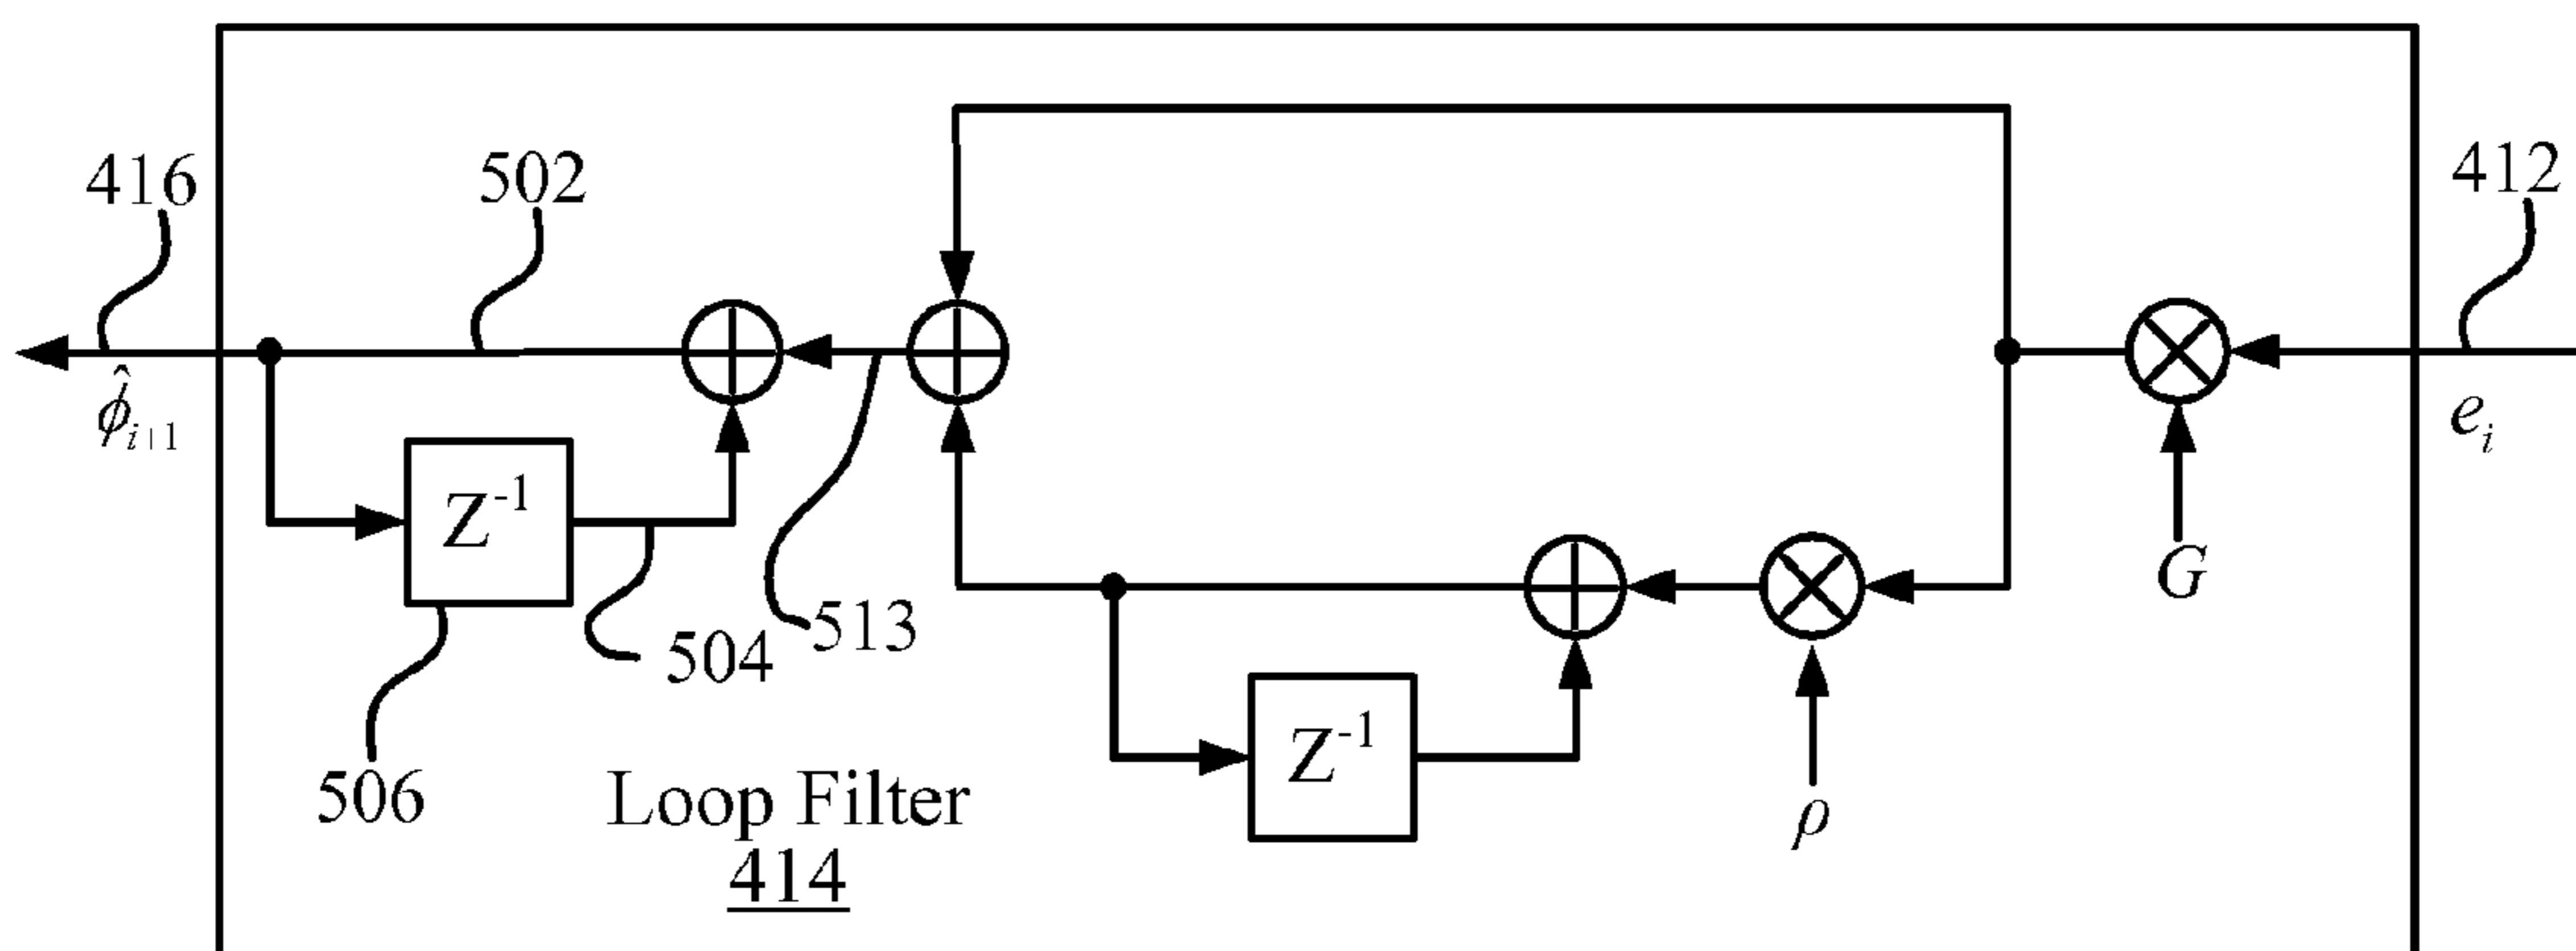 416
502
412
φ̂ᵢ₊₁
eᵢ
Z⁻¹
G
504
513
506
Z⁻¹
ρ
Loop Filter
414